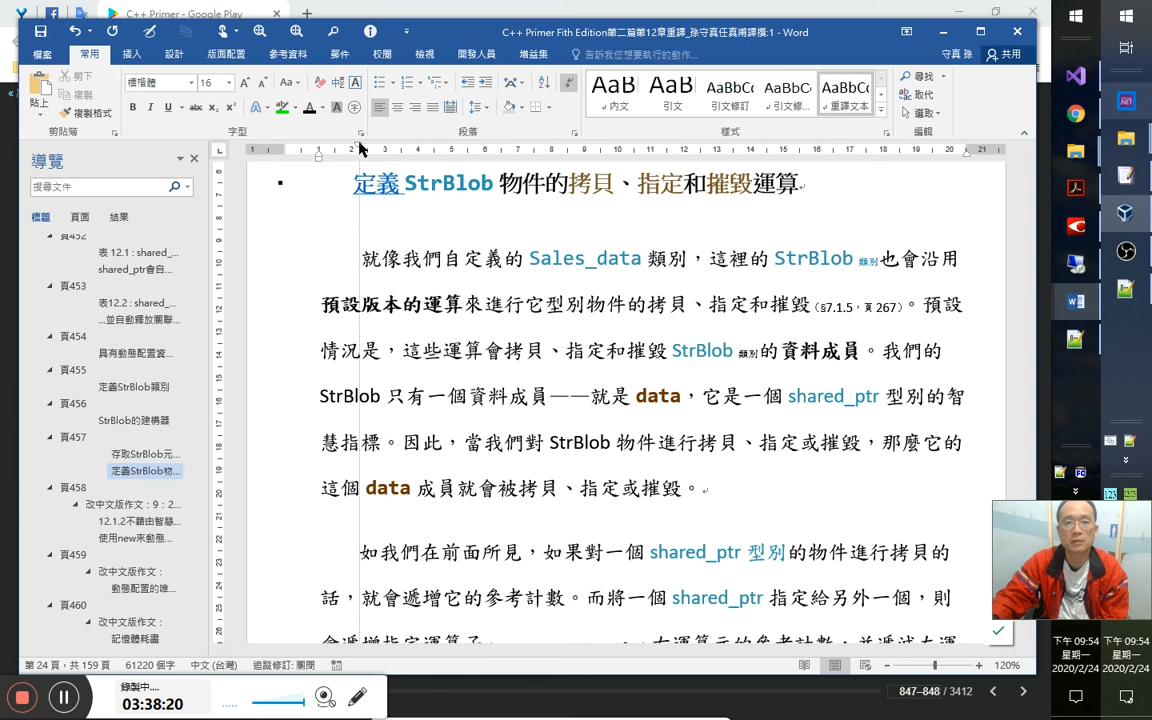 C++ Primer - Google Play
C++ Primer Fith Edition第二篇第12章重譯_孫守真任真甫譯撰:1 - Word
檔案 常用 插入 設計 版面配置 參考資料 郵件 校閱 檢視 開發人員 增益集 告訴我您想要執行的動作... 守真 孫 共用
貼上 剪下 複製 複製格式
剪貼簿
標楷體 16
字型
段落
AaB AaB AaBbCc AaBbCc AaBbC
內文 引文 引文修訂 引文修... 重譯文本
樣式
尋找 取代 選取
編輯
導覽
搜尋文件
標題 頁面 結果
頁452
表 12.1 : shared_...
shared_ptr會自...
頁453
表12.2 : shared_...
...並自動釋放關聯...
頁454
具有動態配置資...
頁455
定義StrBlob類別
頁456
StrBlob的建構器
頁457
存取StrBlob元...
定義StrBlob物...
頁458
改中文版作文：9：2...
12.1.2不藉由智慧...
使用new來動態...
頁459
改中文版作文：
動態配置的唯...
頁460
改中文版作文：
記憶體耗盡
定義 StrBlob 物件的拷貝、指定和摧毀運算
就像我們自定義的 Sales_data 類別，這裡的 StrBlob 類別也會沿用
預設版本的運算來進行它型別物件的拷貝、指定和摧毀（§7.1.5，頁 267）。預設
情況是，這些運算會拷貝、指定和摧毀 StrBlob 類別的資料成員。我們的
StrBlob 只有一個資料成員——就是 data，它是一個 shared_ptr 型別的智
慧指標。因此，當我們對 StrBlob 物件進行拷貝、指定或摧毀，那麼它的
這個 data 成員就會被拷貝、指定或摧毀。
如我們在前面所見，如果對一個 shared_ptr 型別的物件進行拷貝的
話，就會遞增它的參考計數。而將一個 shared_ptr 指定給另外一個，則
第 24 頁，共 159 頁 61220 個字 中文 (台灣) 追蹤修訂: 關閉 120%
錄製中....
03:38:20
847–848 / 3412
下午 09:54 下午 09:54
星期一 星期一
2020/2/24 2020/2/24